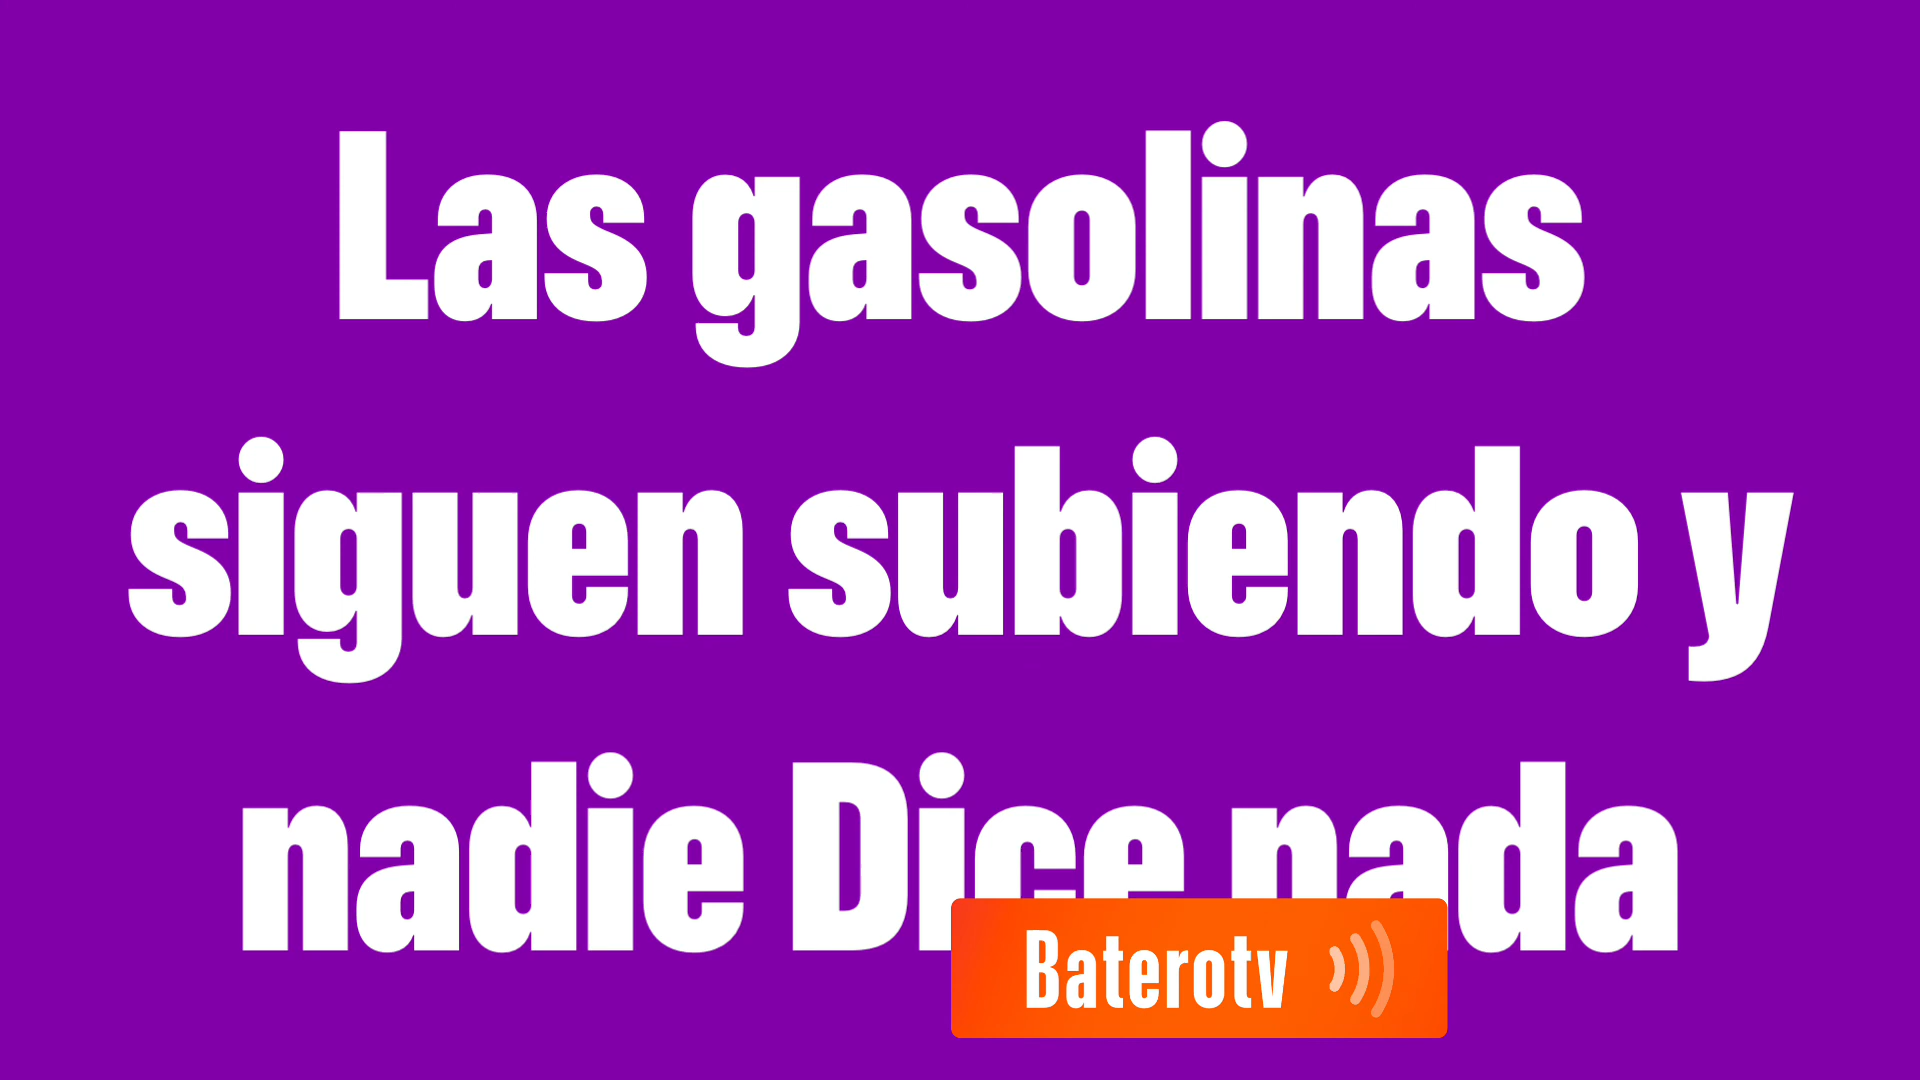 Las gasolinas
siguen subiendo y
nadie Dice nada
Baterotv